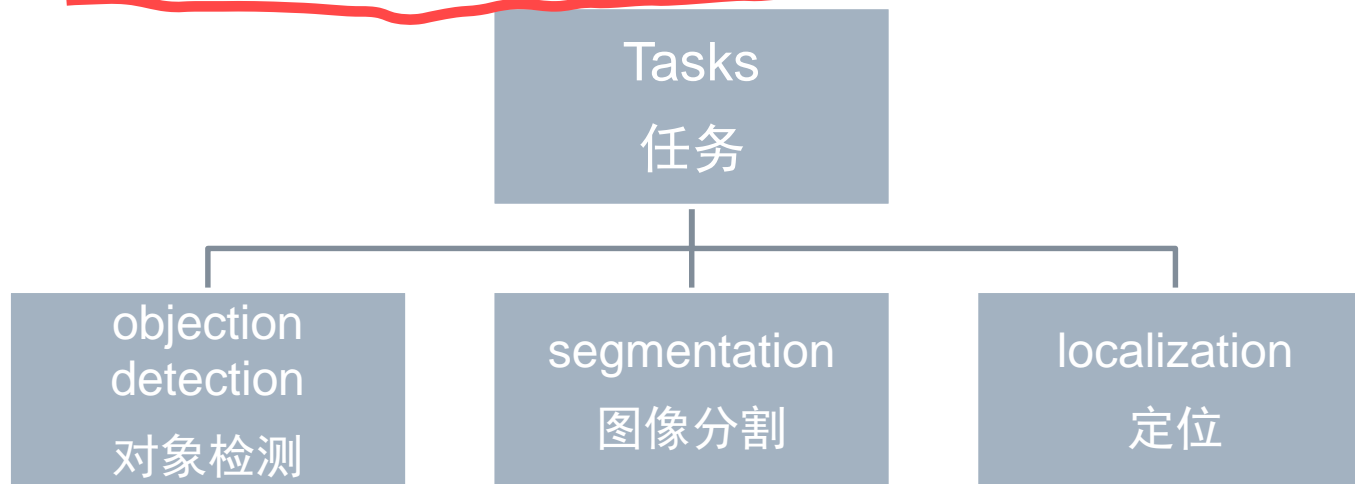 Tasks
任务
objection
detection
对象检测
segmentation
图像分割
localization
定位